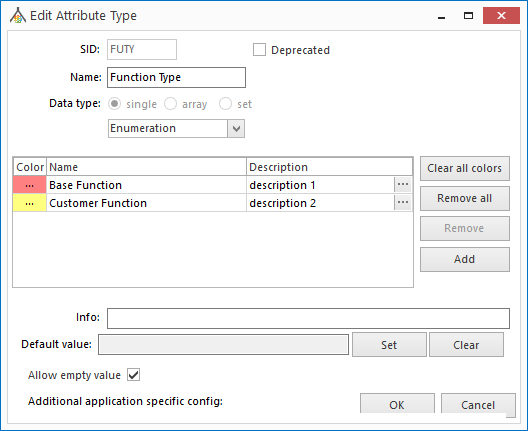 Edit Attribute Type
SID: FUTY Deprecated
Name: Function Type
Data type: single array set
Enumeration
Color Name Description Clear all colors
... Base Function description 1 ...
Remove all
... Customer Function description 2 ...
Remove
Add
Info:
Default value: Set Clear
Allow empty value
Additional application specific config: OK Cancel